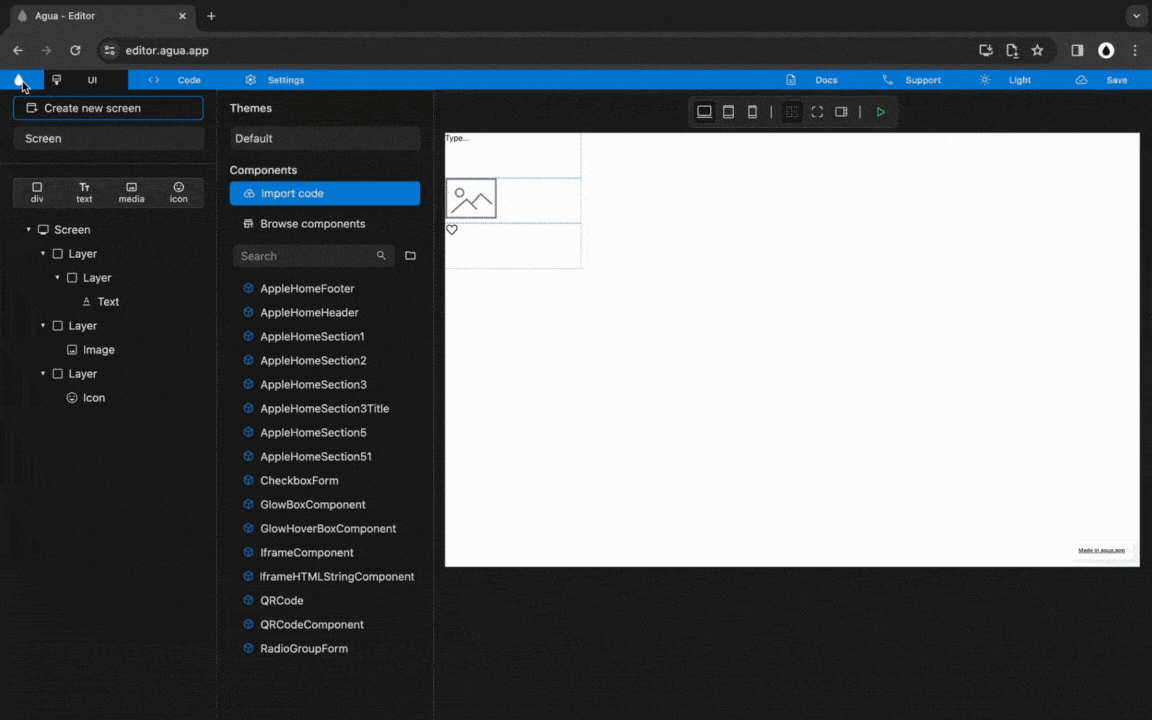 Agua - Editor
editor.agua.app
UI
Code
Settings
Docs
Support
Light
Save
Create new screen
Screen
div
text
media
icon
Screen
Layer
Layer
Text
Layer
Image
Layer
Icon
Themes
Default
Components
Import code
Browse components
Search
AppleHomeFooter
AppleHomeHeader
AppleHomeSection1
AppleHomeSection2
AppleHomeSection3
AppleHomeSection3Title
AppleHomeSection5
AppleHomeSection51
CheckboxForm
GlowBoxComponent
GlowHoverBoxComponent
IframeComponent
IframeHTMLStringComponent
QRCode
QRCodeComponent
RadioGroupForm
Type...
Made in agua.app